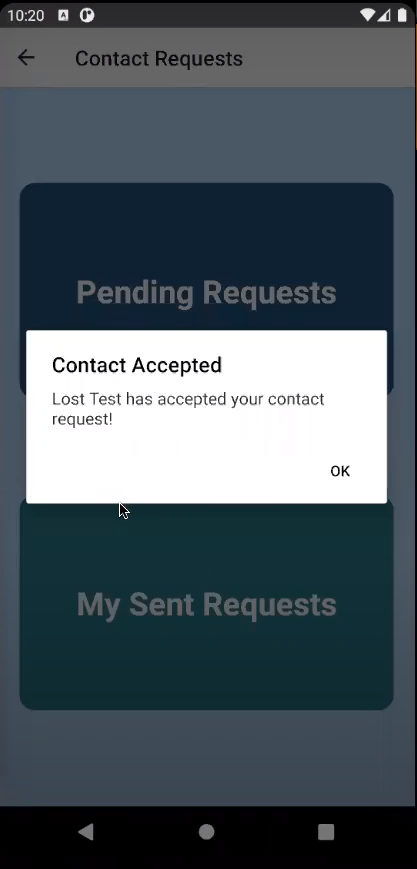 10:20
Contact Requests
Pending Requests
Contact Accepted
Lost Test has accepted your contact
request!
OK
My Sent Requests